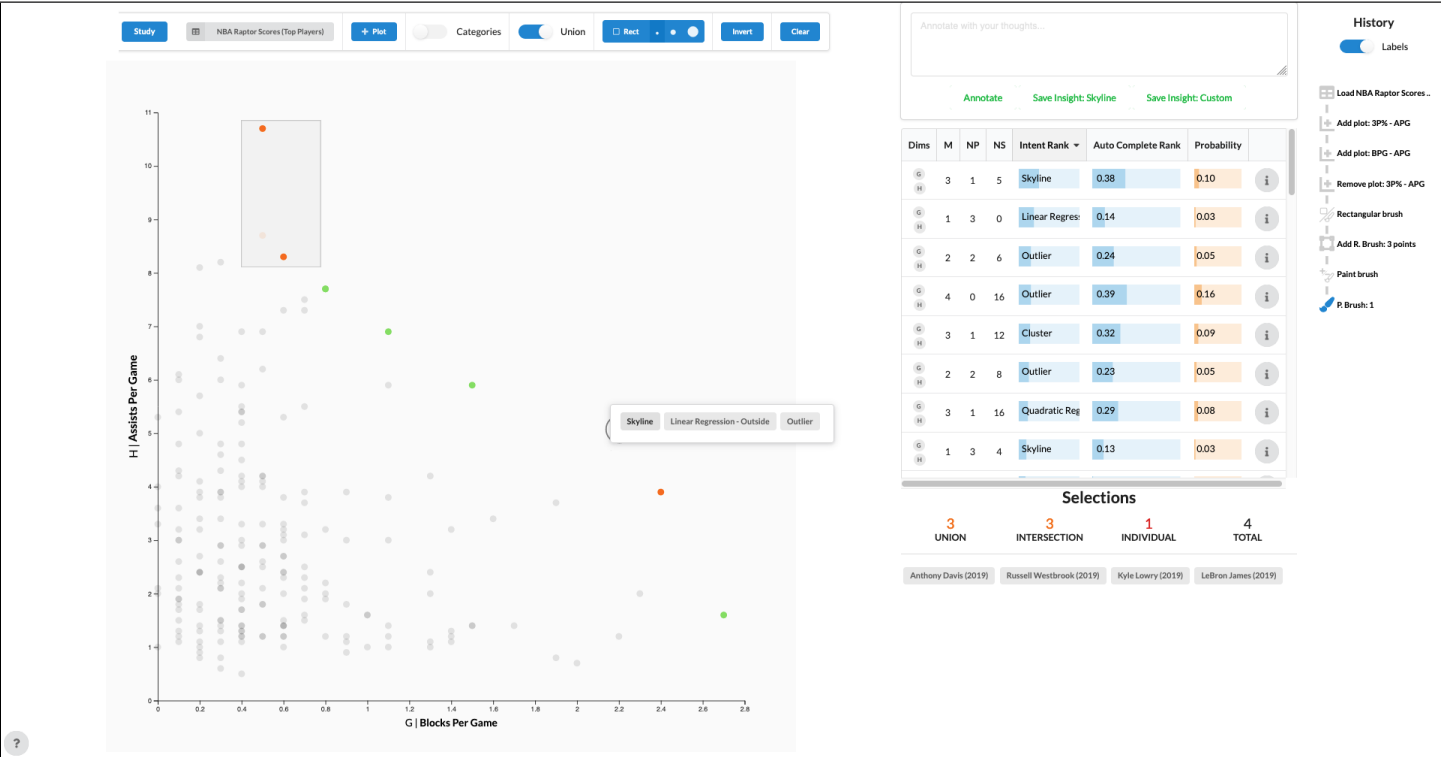 Study NBA Raptor Scores (Top Players) + Plot Categories Union Rect Invert Clear
Annotate with your thoughts...
Annotate Save Insight: Skyline Save Insight: Custom
History
Labels
Load NBA Raptor Scores ..
Add plot: 3P% - APG
Add plot: BPG - APG
Remove plot: 3P% - APG
Rectangular brush
Add R. Brush: 3 points
Paint brush
P. Brush: 1
11
10
9
8
7
6
5
4
3
2
1
0
H | Assists Per Game
0 0.2 0.4 0.6 0.8 1 1.2 1.4 1.6 1.8 2 2.2 2.4 2.6 2.8
G | Blocks Per Game
Skyline Linear Regression - Outside Outlier
Dims M NP NS Intent Rank Auto Complete Rank Probability
G H 3 1 5 Skyline 0.38 0.10 i
G H 1 3 0 Linear Regres 0.14 0.03 i
G H 2 2 6 Outlier 0.24 0.05 i
G H 4 0 16 Outlier 0.39 0.16 i
G H 3 1 12 Cluster 0.32 0.09 i
G H 2 2 8 Outlier 0.23 0.05 i
G H 3 1 16 Quadratic Reg 0.29 0.08 i
G H 1 3 4 Skyline 0.13 0.03 i
Selections
3 3 1 4
UNION INTERSECTION INDIVIDUAL TOTAL
Anthony Davis (2019) Russell Westbrook (2019) Kyle Lowry (2019) LeBron James (2019)
?